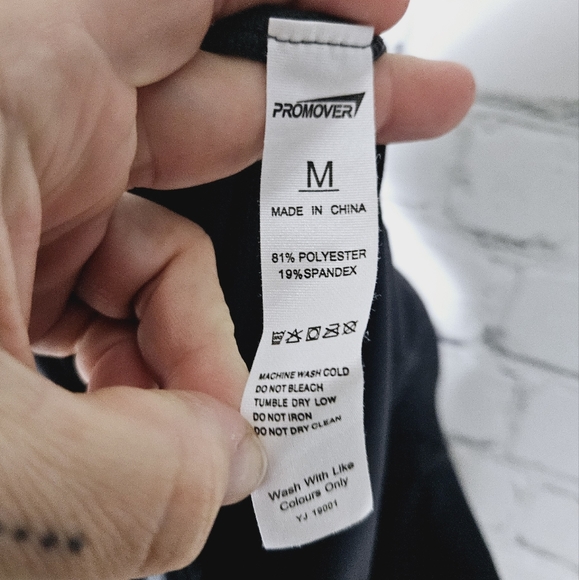 PROMOVER
M
MADE IN CHINA
81% POLYESTER
19%SPANDEX
MACHINE WASH COLD
DO NOT BLEACH
TUMBLE DRY LOW
DO NOT IRON
DO NOT DRY CLEAN
Wash With Like
Colours Only
YJ 19001